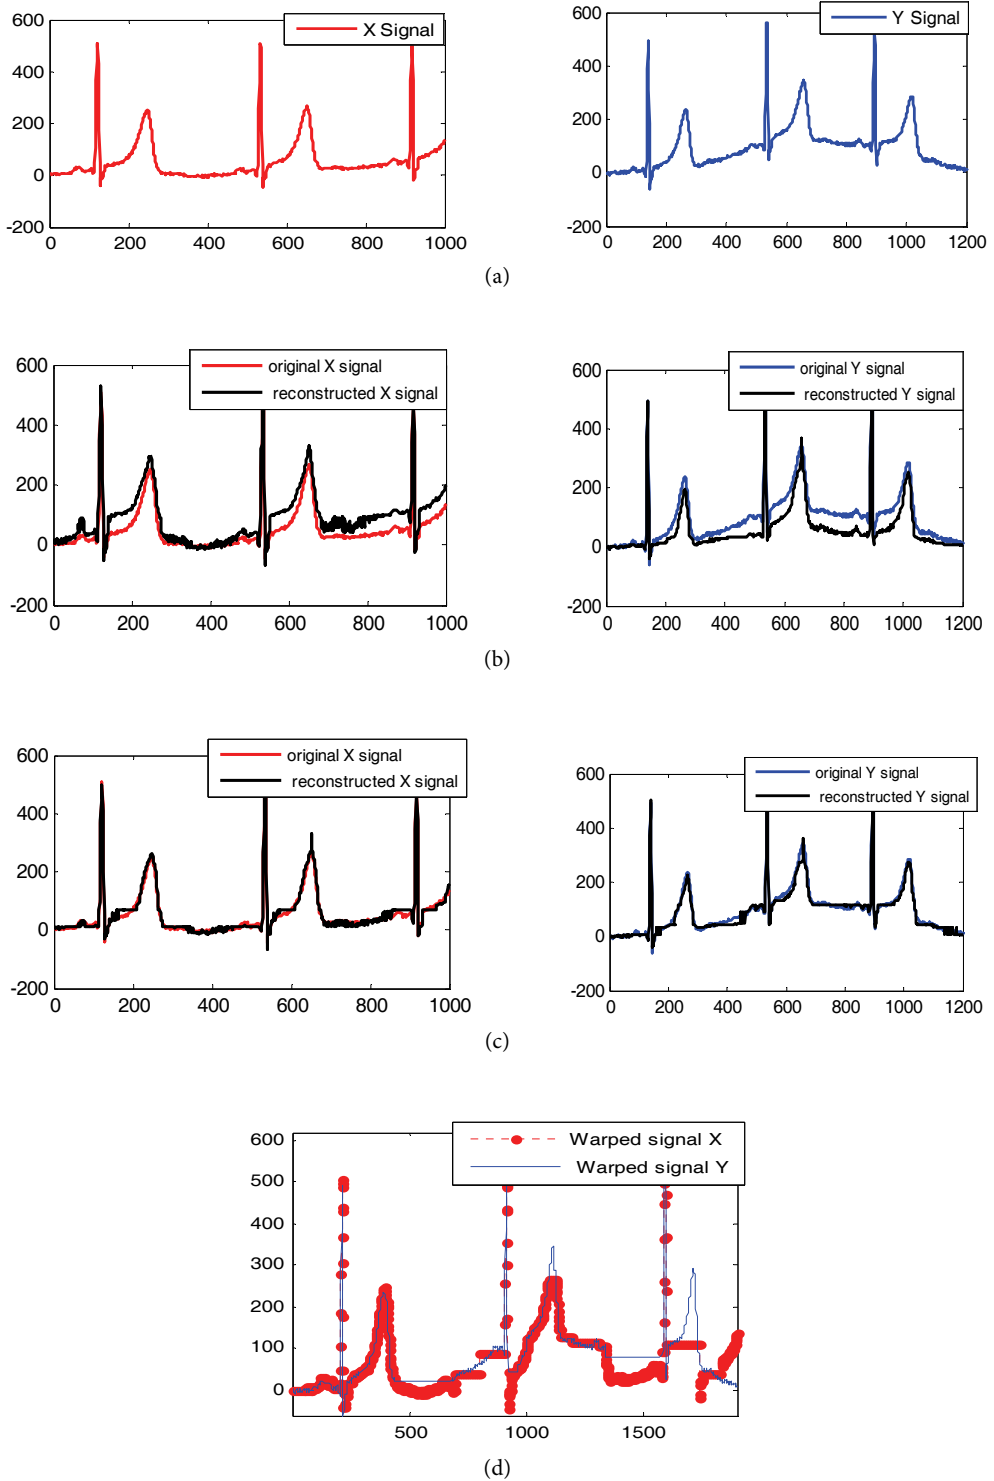 600
400
200
0
-200
0 200 400 600 800 1000
X Signal
600
400
200
0
-200
0 200 400 600 800 1000 1200
Y Signal
(a)
600
400
200
0
-200
0 200 400 600 800 1000
original X signal
reconstructed X signal
600
400
200
0
-200
0 200 400 600 800 1000 1200
original Y signal
reconstructed Y signal
(b)
600
400
200
0
-200
0 200 400 600 800 1000
original X signal
reconstructed X signal
600
400
200
0
-200
0 200 400 600 800 1000 1200
original Y signal
reconstructed Y signal
(c)
600
500
400
300
200
100
0
500 1000 1500
Warped signal X
Warped signal Y
(d)